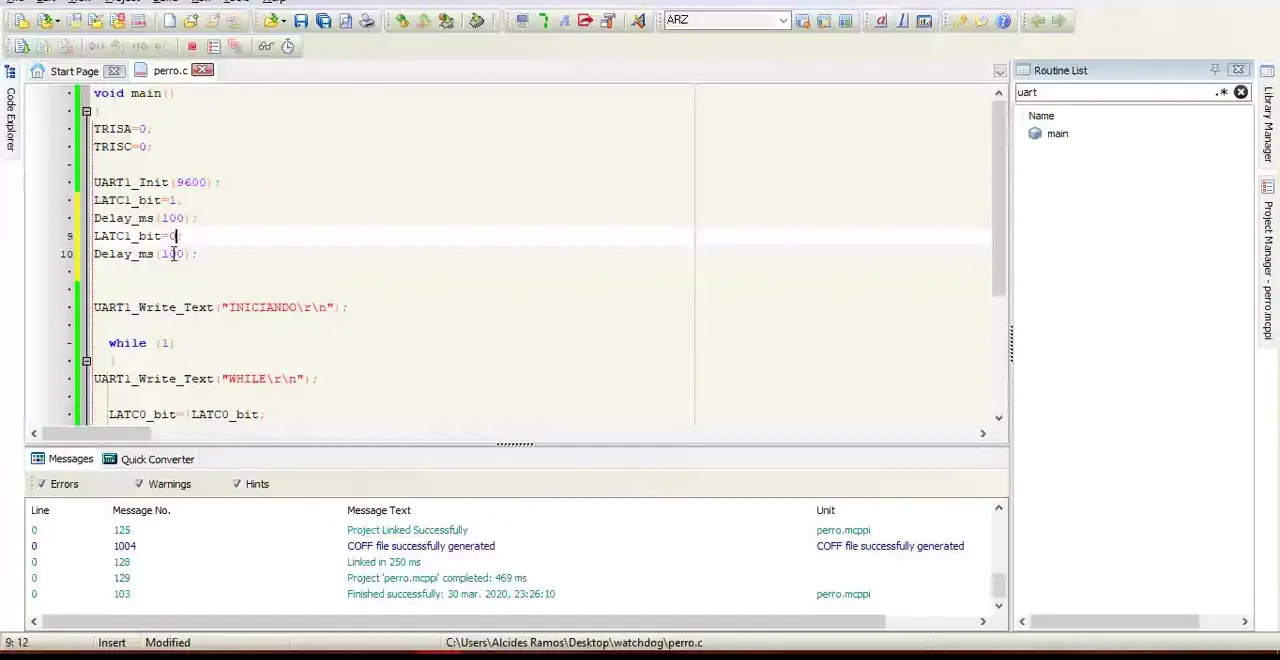 ARZ
Start Page
perro.c
Code Explorer
void main()
{
TRISA=0;
TRISC=0;
UART1_Init(9600);
LATC1_bit=1;
Delay_ms(100);
9 LATC1_bit=0;
10 Delay_ms(100);
UART1_Write_Text("INICIANDO\r\n");
while (1)
{
UART1_Write_Text("WHILE\r\n");
LATC0_bit=!LATC0_bit;
Routine List
uart
.*
Name
main
Library Manager
Project Manager - perro.mcppi
Messages Quick Converter
Errors Warnings Hints
Line Message No. Message Text Unit
0 125 Project Linked Successfully perro.mcppi
0 1004 COFF file successfully generated COFF file successfully generated
0 128 Linked in 250 ms
0 129 Project 'perro.mcppi' completed: 469 ms
0 103 Finished successfully: 30 mar. 2020, 23:26:10 perro.mcppi
9: 12 Insert Modified C:\Users\Alcides Ramos\Desktop\watchdog\perro.c